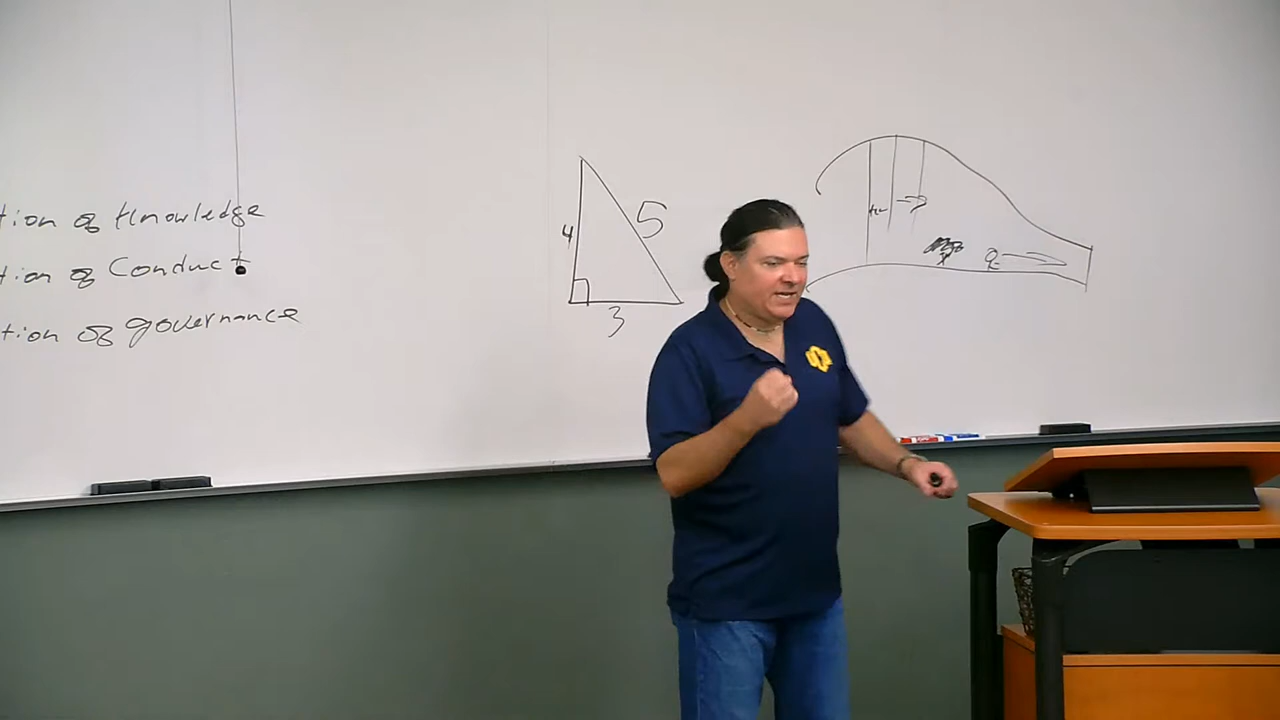 tion of Knowledge
tion of Conduct
tion of governance
4
5
3